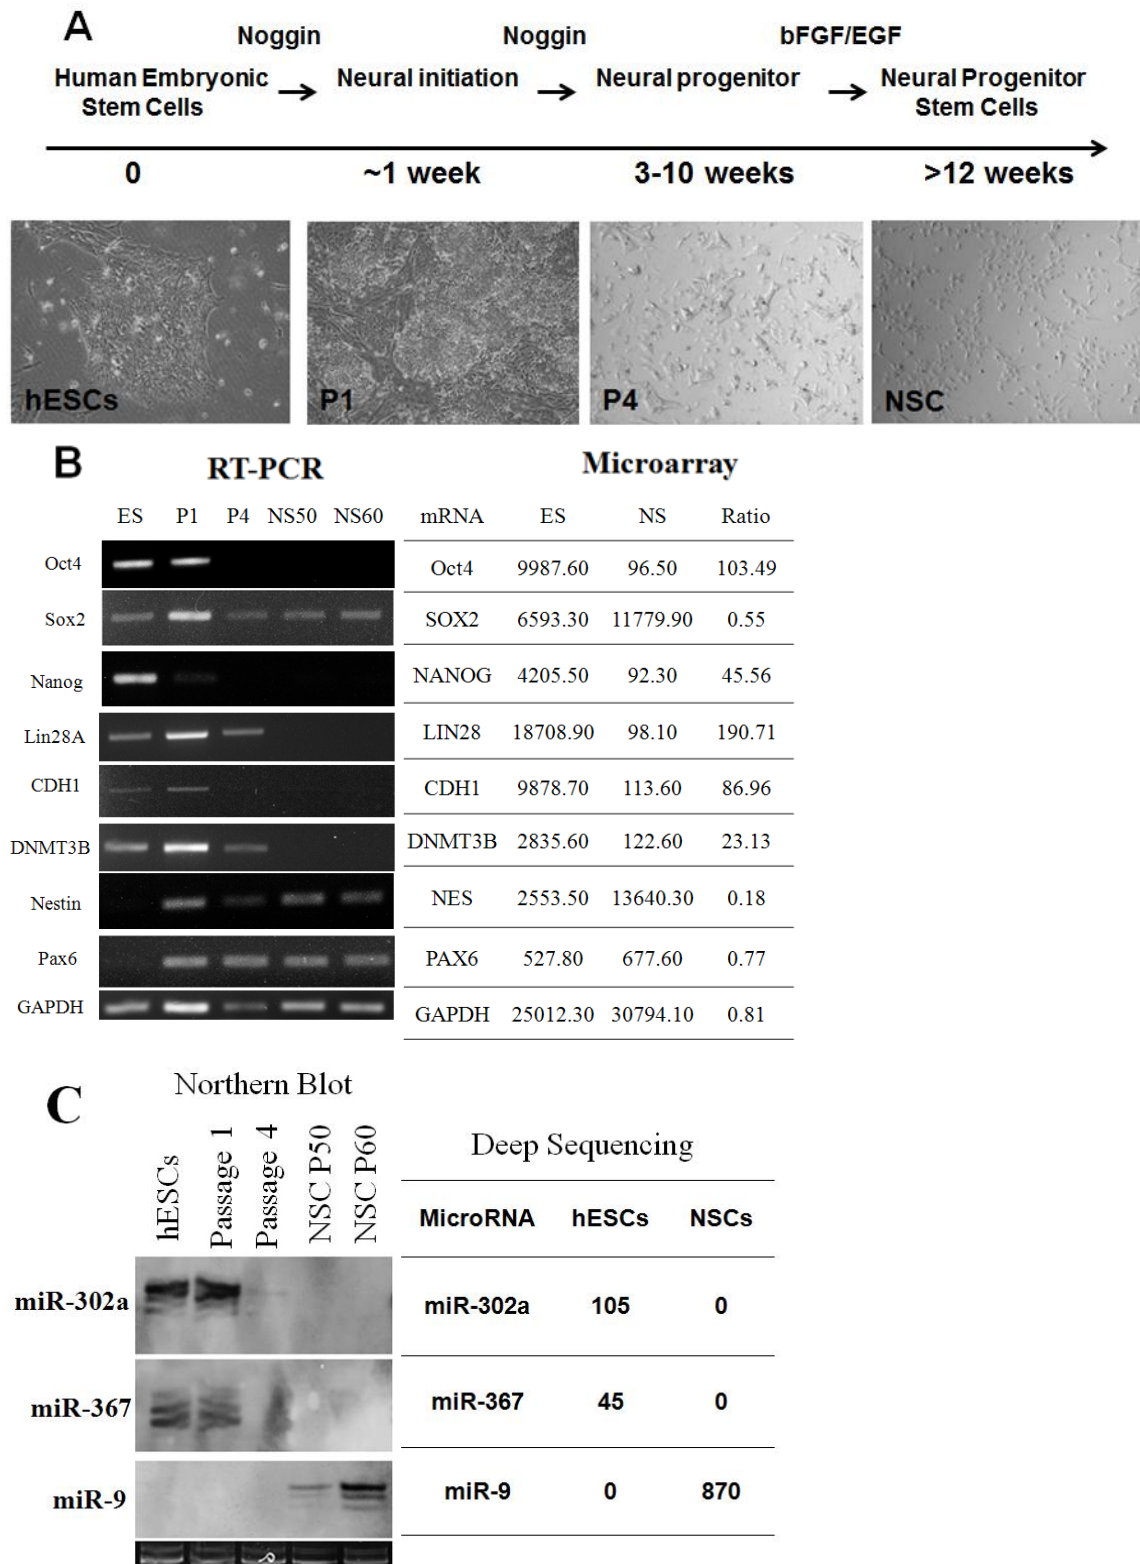 A
Noggin Noggin bFGF/EGF
Human Embryonic Stem Cells → Neural initiation → Neural progenitor → Neural Progenitor Stem Cells
0 ~1 week 3-10 weeks >12 weeks
hESCs P1 P4 NSC
B
RT-PCR
ES P1 P4 NS50 NS60
Oct4
Sox2
Nanog
Lin28A
CDH1
DNMT3B
Nestin
Pax6
GAPDH
Microarray
mRNA ES NS Ratio
Oct4 9987.60 96.50 103.49
SOX2 6593.30 11779.90 0.55
NANOG 4205.50 92.30 45.56
LIN28 18708.90 98.10 190.71
CDH1 9878.70 113.60 86.96
DNMT3B 2835.60 122.60 23.13
NES 2553.50 13640.30 0.18
PAX6 527.80 677.60 0.77
GAPDH 25012.30 30794.10 0.81
C
Northern Blot
hESCs
Passage 1
Passage 4
NSC P50
NSC P60
miR-302a
miR-367
miR-9
Deep Sequencing
MicroRNA hESCs NSCs
miR-302a 105 0
miR-367 45 0
miR-9 0 870